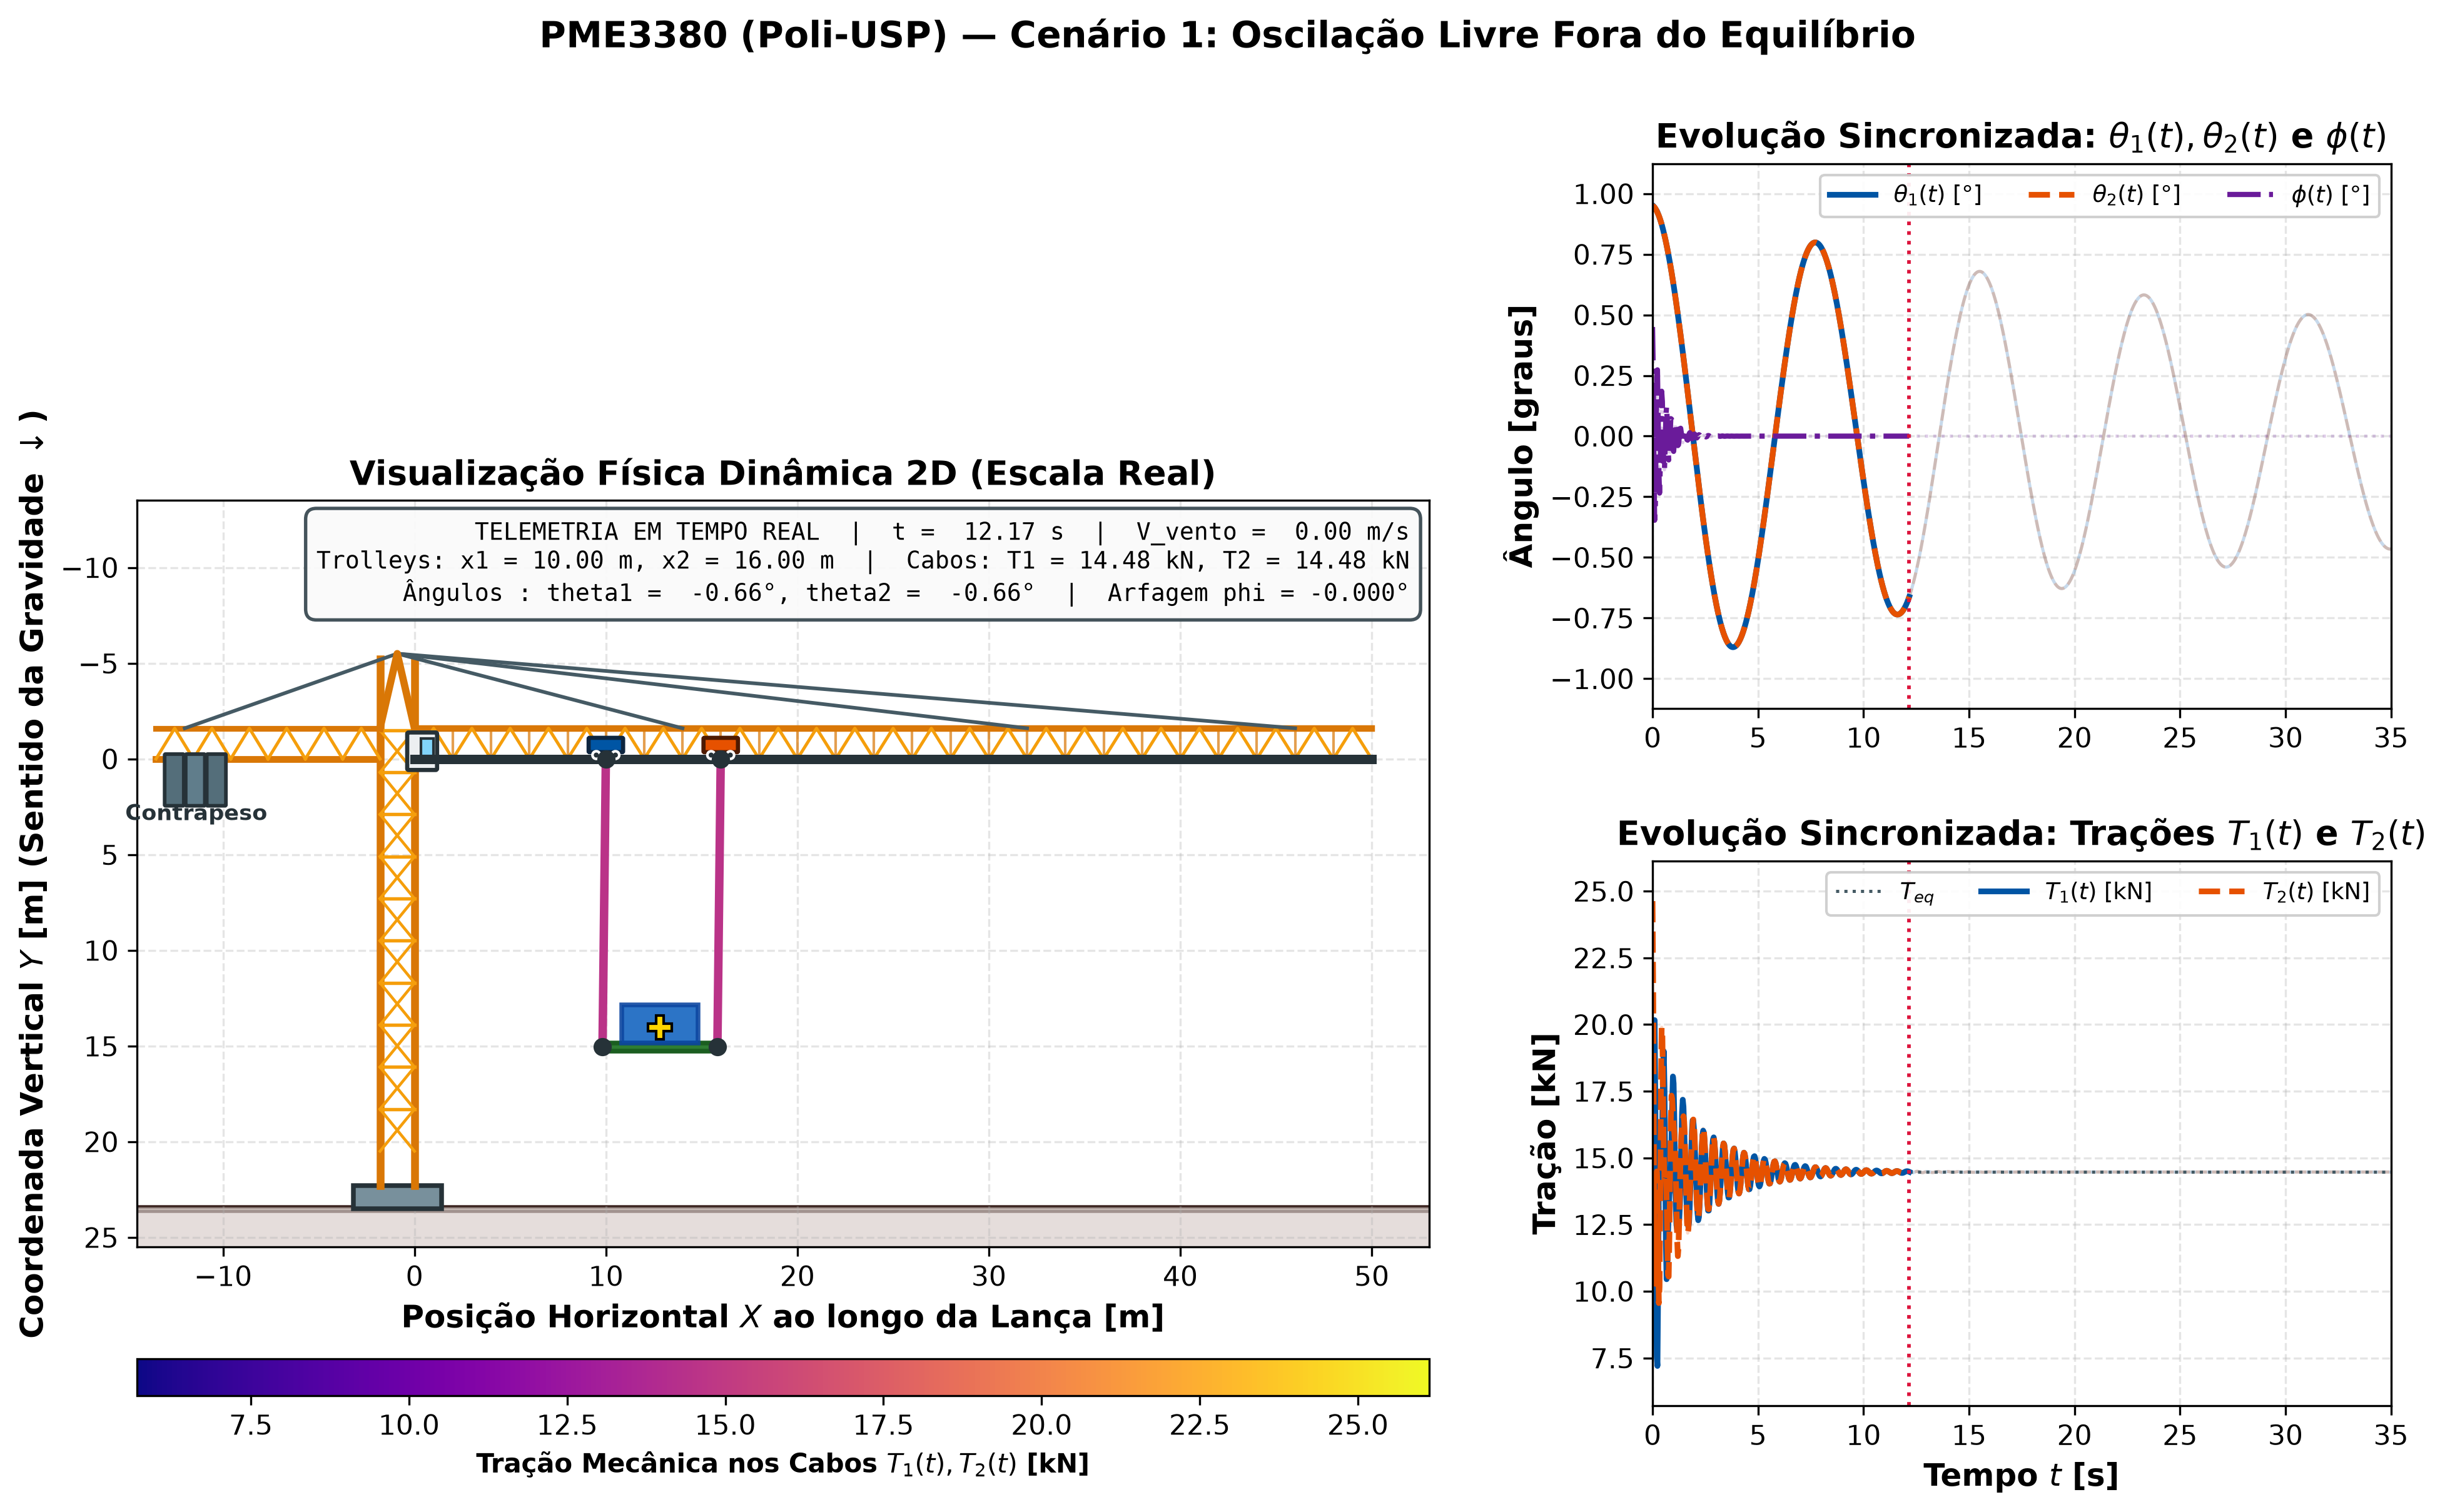 PME3380 (Poli-USP) — Cenário 1: Oscilação Livre Fora do Equilíbrio
Visualização Física Dinâmica 2D (Escala Real)
TELEMETRIA EM TEMPO REAL | t = 12.17 s | V_vento = 0.00 m/s
Trolleys: x1 = 10.00 m, x2 = 16.00 m | Cabos: T1 = 14.48 kN, T2 = 14.48 kN
Ângulos : theta1 = -0.66°, theta2 = -0.66° | Arfagem phi = -0.000°
Coordenada Vertical Y [m] (Sentido da Gravidade ↓)
−10
−5
0
5
10
15
20
25
Contrapeso
−10 0 10 20 30 40 50
Posição Horizontal X ao longo da Lança [m]
7.5 10.0 12.5 15.0 17.5 20.0 22.5 25.0
Tração Mecânica nos Cabos T₁(t), T₂(t) [kN]
Evolução Sincronizada: θ₁(t), θ₂(t) e ϕ(t)
θ₁(t) [°] θ₂(t) [°] ϕ(t) [°]
Ângulo [graus]
1.00
0.75
0.50
0.25
0.00
−0.25
−0.50
−0.75
−1.00
0 5 10 15 20 25 30 35
Evolução Sincronizada: Trações T₁(t) e T₂(t)
T_eq T₁(t) [kN] T₂(t) [kN]
Tração [kN]
25.0
22.5
20.0
17.5
15.0
12.5
10.0
7.5
0 5 10 15 20 25 30 35
Tempo t [s]